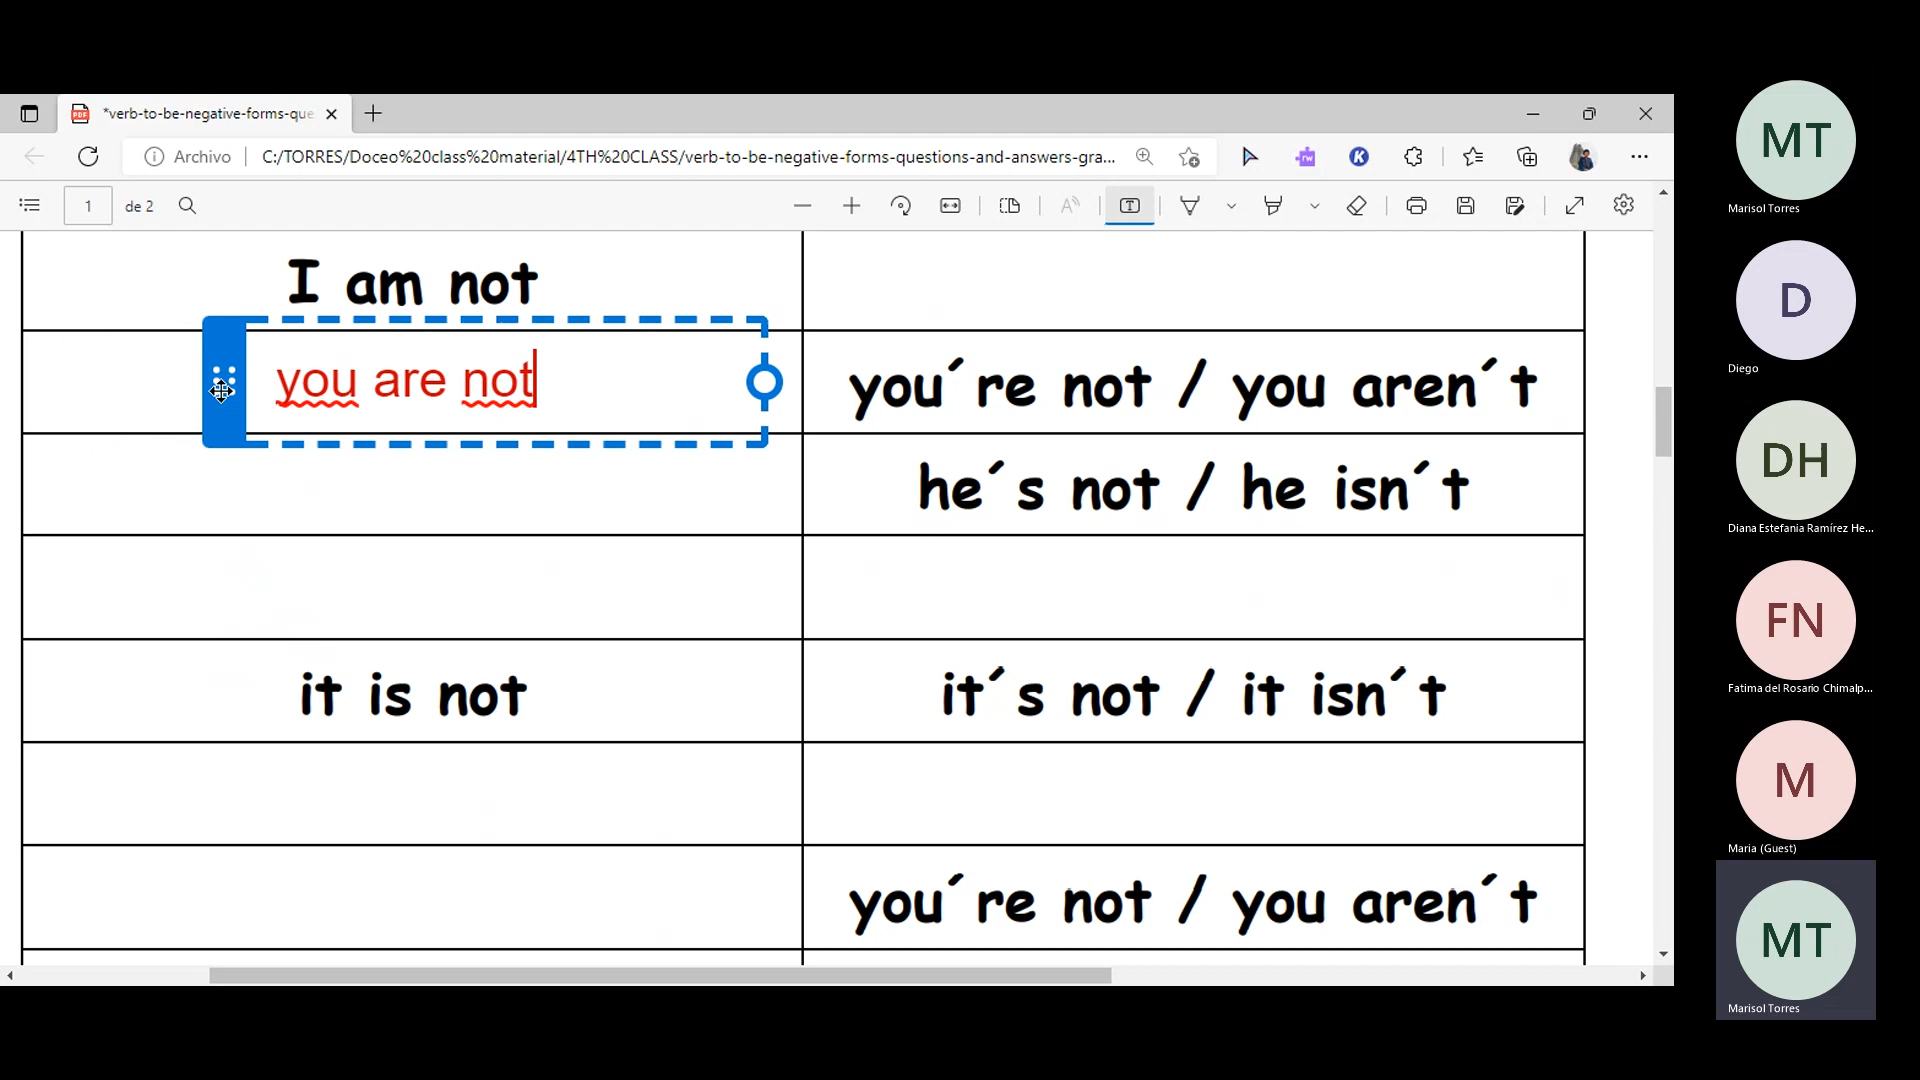 *verb-to-be-negative-forms-que
Archivo
C:/TORRES/Doceo%20class%20material/4TH%20CLASS/verb-to-be-negative-forms-questions-and-answers-gra...
1 de 2
I am not
you are not
you´re not / you aren´t
he´s not / he isn´t
it is not
it´s not / it isn´t
you´re not / you aren´t
MT
Marisol Torres
D
Diego
DH
Diana Estefania Ramírez He...
FN
Fatima del Rosario Chimalp...
M
Maria (Guest)
MT
Marisol Torres